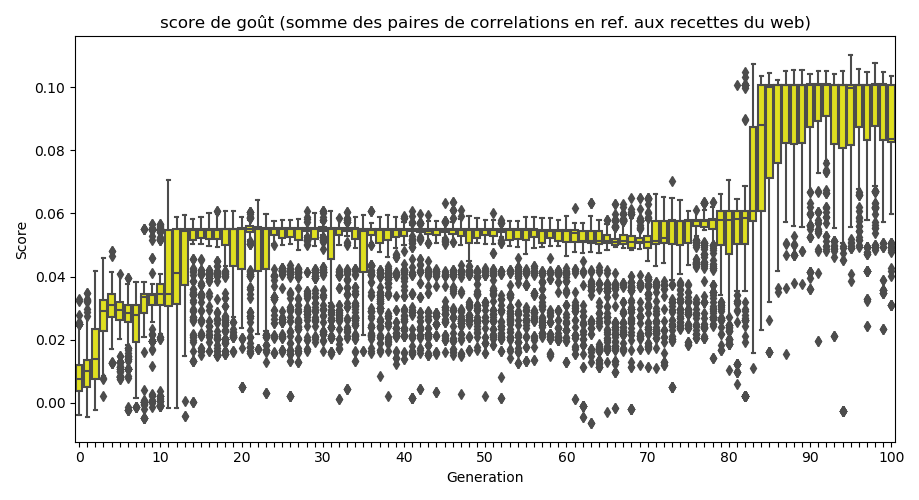 score de goût (somme des paires de correlations en ref. aux recettes du web)
0.10
0.08
0.06
0.04
0.02
0.00
Score
0 10 20 30 40 50 60 70 80 90 100
Generation